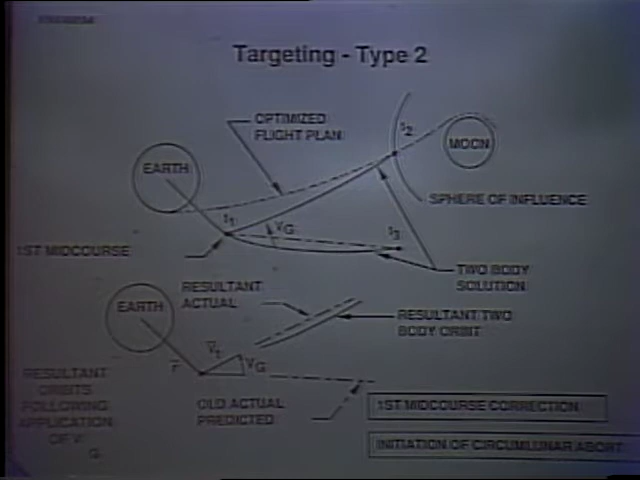 Targeting - Type 2
OPTIMIZED
FLIGHT PLAN
t2
MOON
EARTH
SPHERE OF INFLUENCE
t1
VG
t3
1ST MIDCOURSE
TWO BODY
SOLUTION
RESULTANT
ACTUAL
EARTH
RESULTANT TWO
BODY ORBIT
VG
r
RESULTANT
ORBITS
FOLLOWING
APPLICATION
OF V
G
OLD ACTUAL
PREDICTED
1ST MIDCOURSE CORRECTION
INITIATION OF CIRCUMLUNAR ABORT